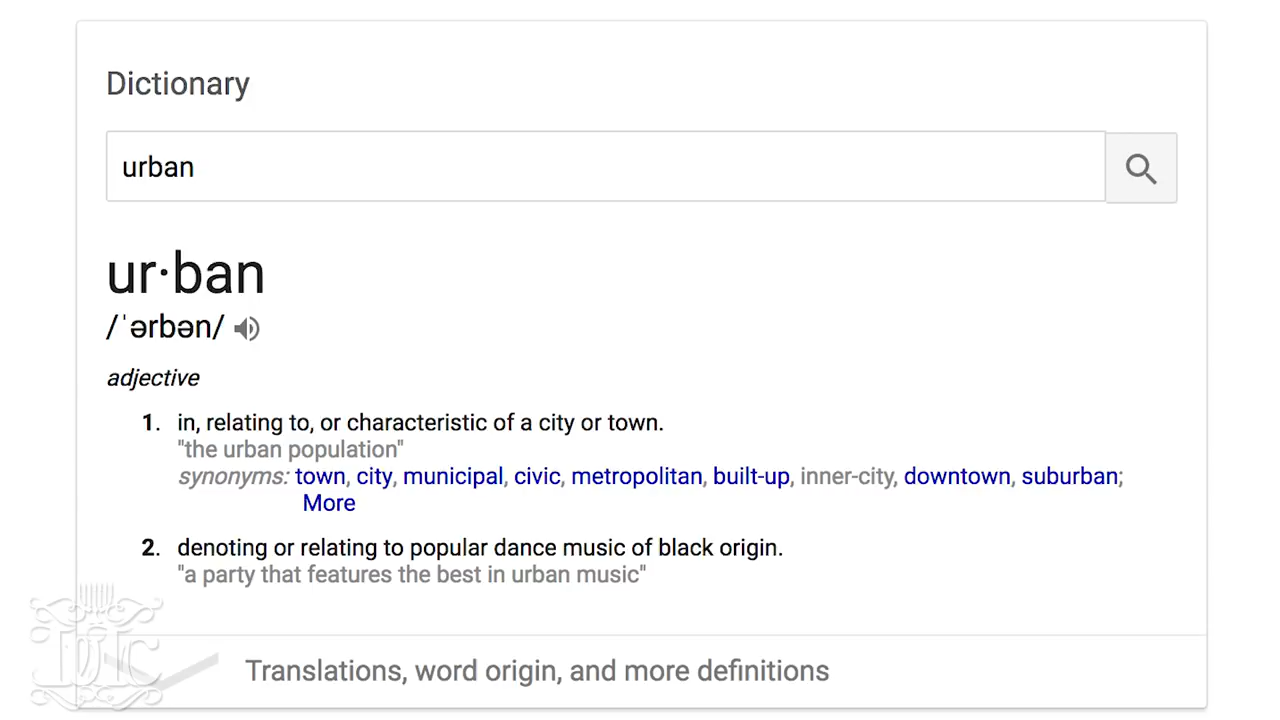 Dictionary
urban
ur·ban
/ˈərbən/
adjective
1. in, relating to, or characteristic of a city or town.
"the urban population"
synonyms: town, city, municipal, civic, metropolitan, built-up, inner-city, downtown, suburban;
More
2. denoting or relating to popular dance music of black origin.
"a party that features the best in urban music"
Translations, word origin, and more definitions